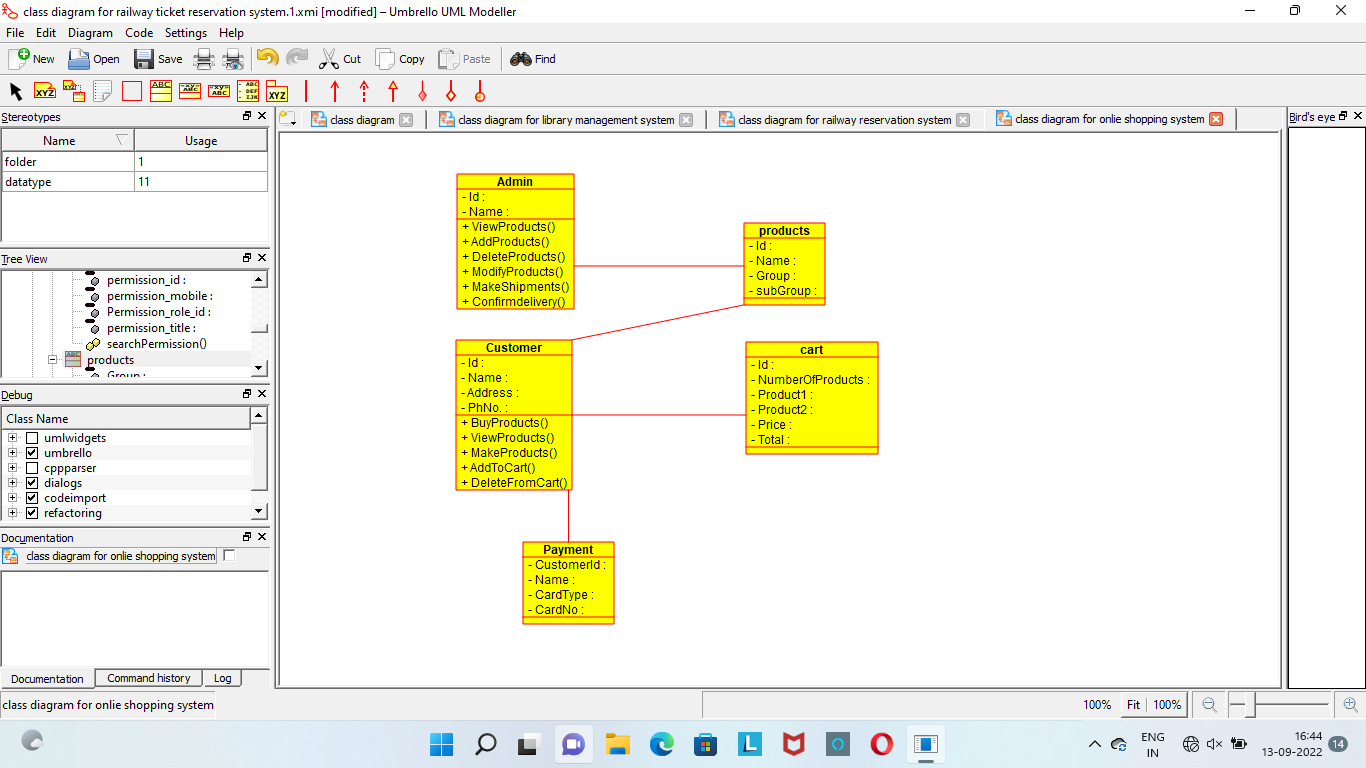 class diagram for railway ticket reservation system.1.xmi [modified] – Umbrello UML Modeller
File Edit Diagram Code Settings Help
New Open Save Cut Copy Paste Find
XYZ XYZ ABC -xy= ABC +xy= ABC ABC DEF IJK XYZ
Stereotypes
Name Usage
folder 1
datatype 11
Tree View
permission_id :
permission_mobile :
Permission_role_id :
permission_title :
searchPermission()
products
Group :
Debug
Class Name
umlwidgets
umbrello
cppparser
dialogs
codeimport
refactoring
Documentation
class diagram for onlie shopping system
Documentation Command history Log
class diagram class diagram for library management system class diagram for railway reservation system class diagram for onlie shopping system
Bird's eye
Admin
- Id :
- Name :
+ ViewProducts()
+ AddProducts()
+ DeleteProducts()
+ ModifyProducts()
+ MakeShipments()
+ Confirmdelivery()
products
- Id :
- Name :
- Group :
- subGroup :
Customer
- Id :
- Name :
- Address :
- PhNo. :
+ BuyProducts()
+ ViewProducts()
+ MakeProducts()
+ AddToCart()
+ DeleteFromCart()
cart
- Id :
- NumberOfProducts :
- Product1 :
- Product2 :
- Price :
- Total :
Payment
- CustomerId :
- Name :
- CardType :
- CardNo :
class diagram for onlie shopping system
100% Fit 100%
L
ENG
IN
16:44
13-09-2022
14